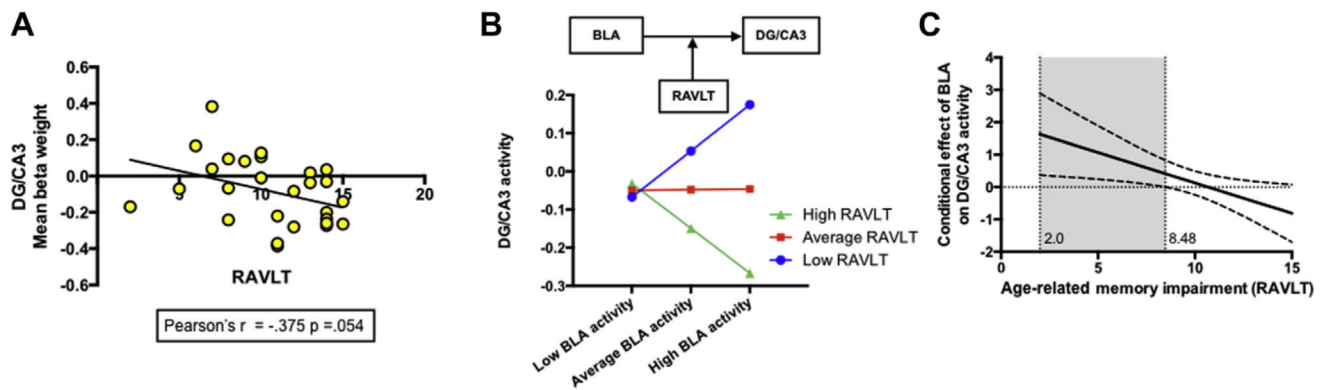 A
0.6
0.4
0.2
0.0
-0.2
-0.4
-0.6
DG/CA3
Mean beta weight
5
10
15
20
RAVLT
Pearson's r = -.375 p =.054
B
BLA
DG/CA3
RAVLT
0.2
0.1
0.0
-0.1
-0.2
-0.3
DG/CA3 activity
High RAVLT
Average RAVLT
Low RAVLT
Low BLA activity
Average BLA activity
High BLA activity
C
4
3
2
1
0
-1
-2
Conditional effect of BLA
on DG/CA3 activity
2.0
8.48
0
5
10
15
Age-related memory impairment (RAVLT)